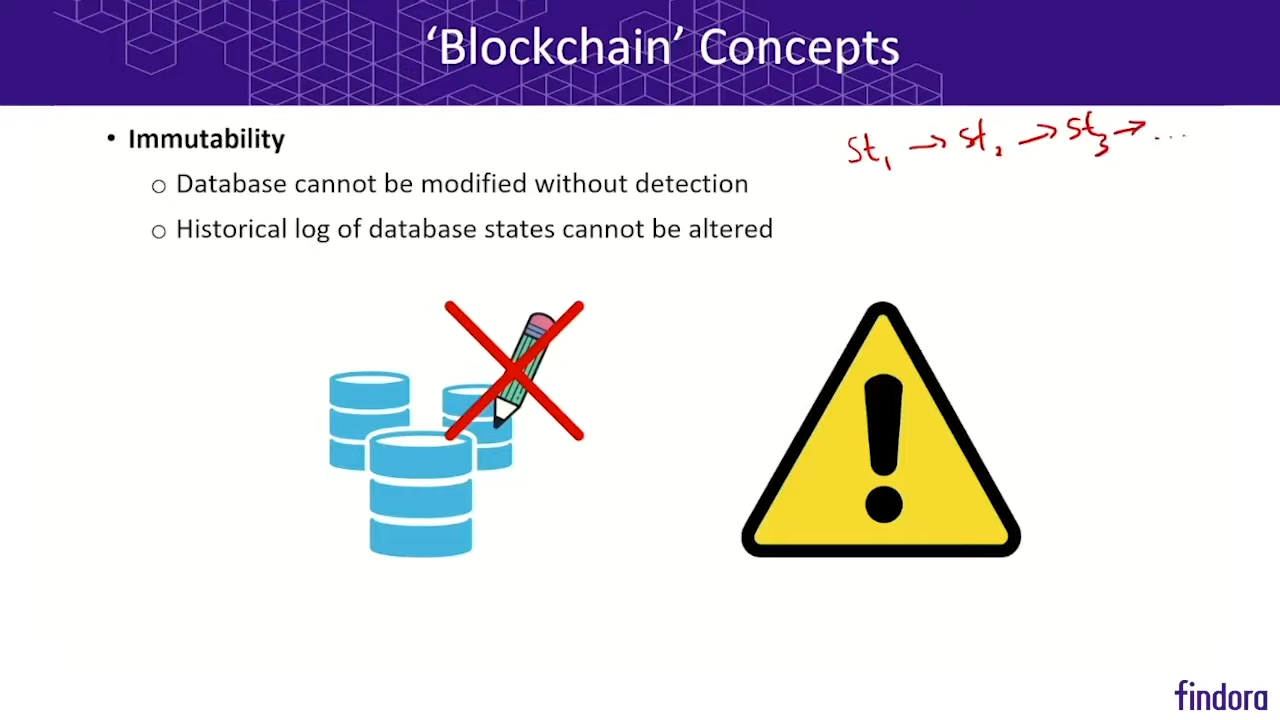 ‘Blockchain’ Concepts
• Immutability
St₁ → St₂ → St₃ → ...
○ Database cannot be modified without detection
○ Historical log of database states cannot be altered
findora